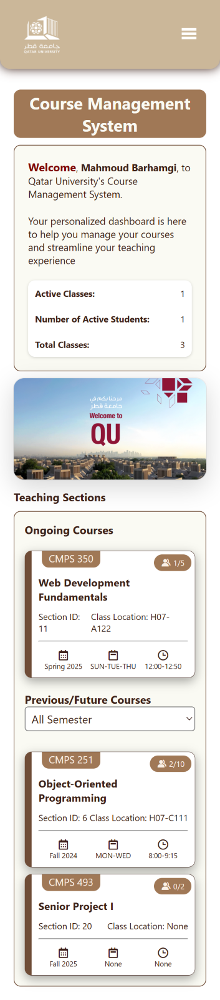 جامعة قطر
QATAR UNIVERSITY
Course Management
System
Welcome, Mahmoud Barhamgi, to
Qatar University's Course
Management System.
Your personalized dashboard is here
to help you manage your courses
and streamline your teaching
experience
Active Classes: 1
Number of Active Students: 1
Total Classes: 3
مرحبا بكم في
جامعة قطر
Welcome to
QU
Teaching Sections
Ongoing Courses
CMPS 350 1/5
Web Development
Fundamentals
Section ID: Class Location: H07-
11 A122
Spring 2025 SUN-TUE-THU 12:00-12:50
Previous/Future Courses
All Semester
CMPS 251 2/10
Object-Oriented
Programming
Section ID: 6 Class Location: H07-C111
Fall 2024 MON-WED 8:00-9:15
CMPS 493 0/2
Senior Project I
Section ID: 20 Class Location: None
Fall 2025 None None